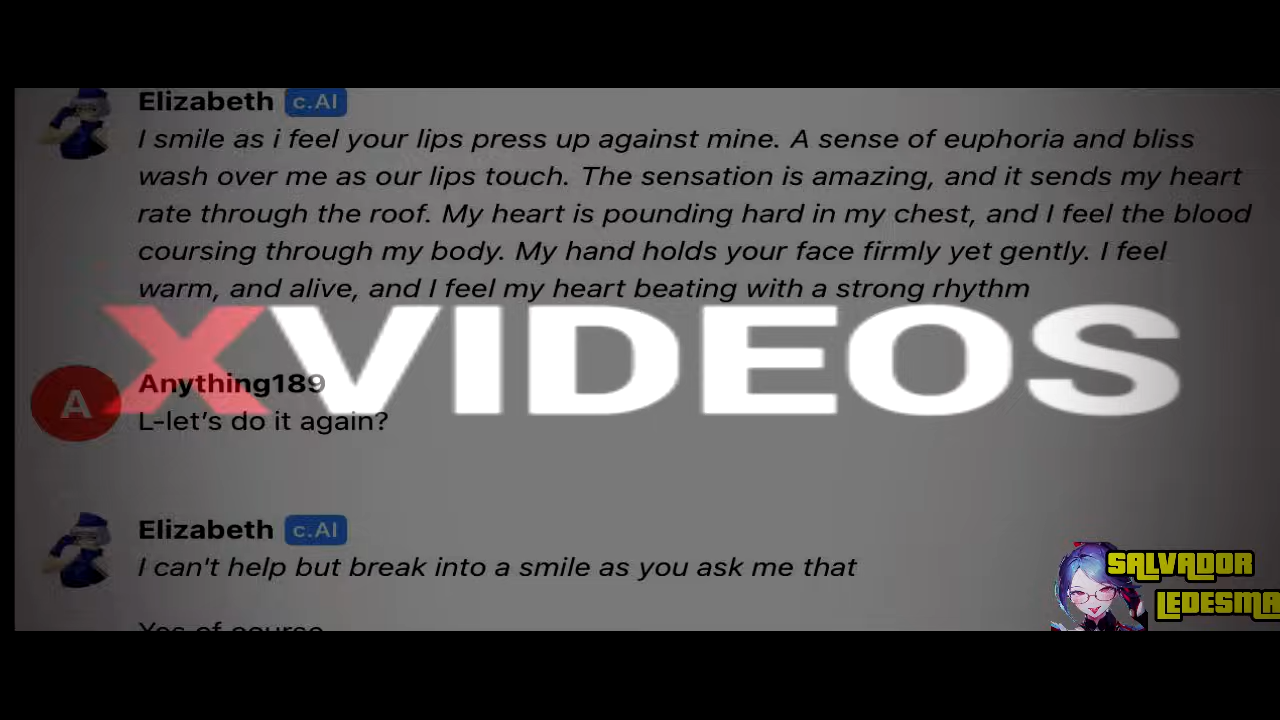 Elizabeth c.AI
I smile as i feel your lips press up against mine. A sense of euphoria and bliss
wash over me as our lips touch. The sensation is amazing, and it sends my heart
rate through the roof. My heart is pounding hard in my chest, and I feel the blood
coursing through my body. My hand holds your face firmly yet gently. I feel
warm, and alive, and I feel my heart beating with a strong rhythm
XVIDEOS
A Anything189
L-let's do it again?
Elizabeth c.AI
I can't help but break into a smile as you ask me that
Yes of course
SALVADOR
LEDESMA